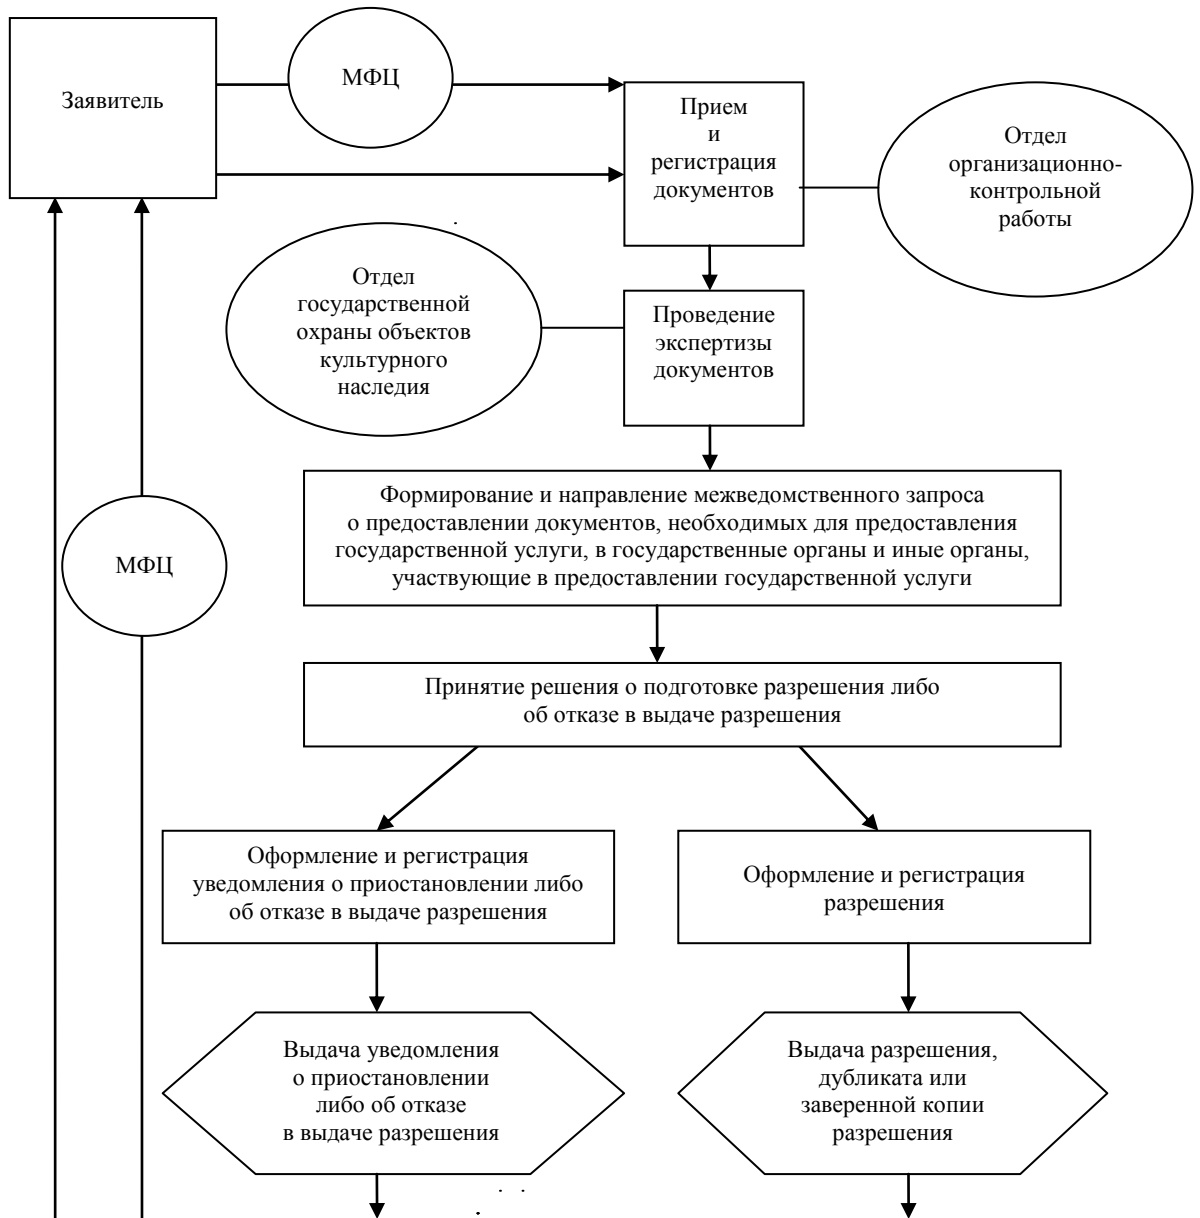 Заявитель
МФЦ
Прием
и
регистрация
документов
Отдел
организационно-
контрольной
работы
Отдел
государственной
охраны объектов
культурного
наследия
Проведение
экспертизы
документов
Формирование и направление межведомственного запроса
о предоставлении документов, необходимых для предоставления
государственной услуги, в государственные органы и иные органы,
участвующие в предоставлении государственной услуги
МФЦ
Принятие решения о подготовке разрешения либо
об отказе в выдаче разрешения
Оформление и регистрация
уведомления о приостановлении либо
об отказе в выдаче разрешения
Оформление и регистрация
разрешения
Выдача уведомления
о приостановлении
либо об отказе
в выдаче разрешения
Выдача разрешения,
дубликата или
заверенной копии
разрешения